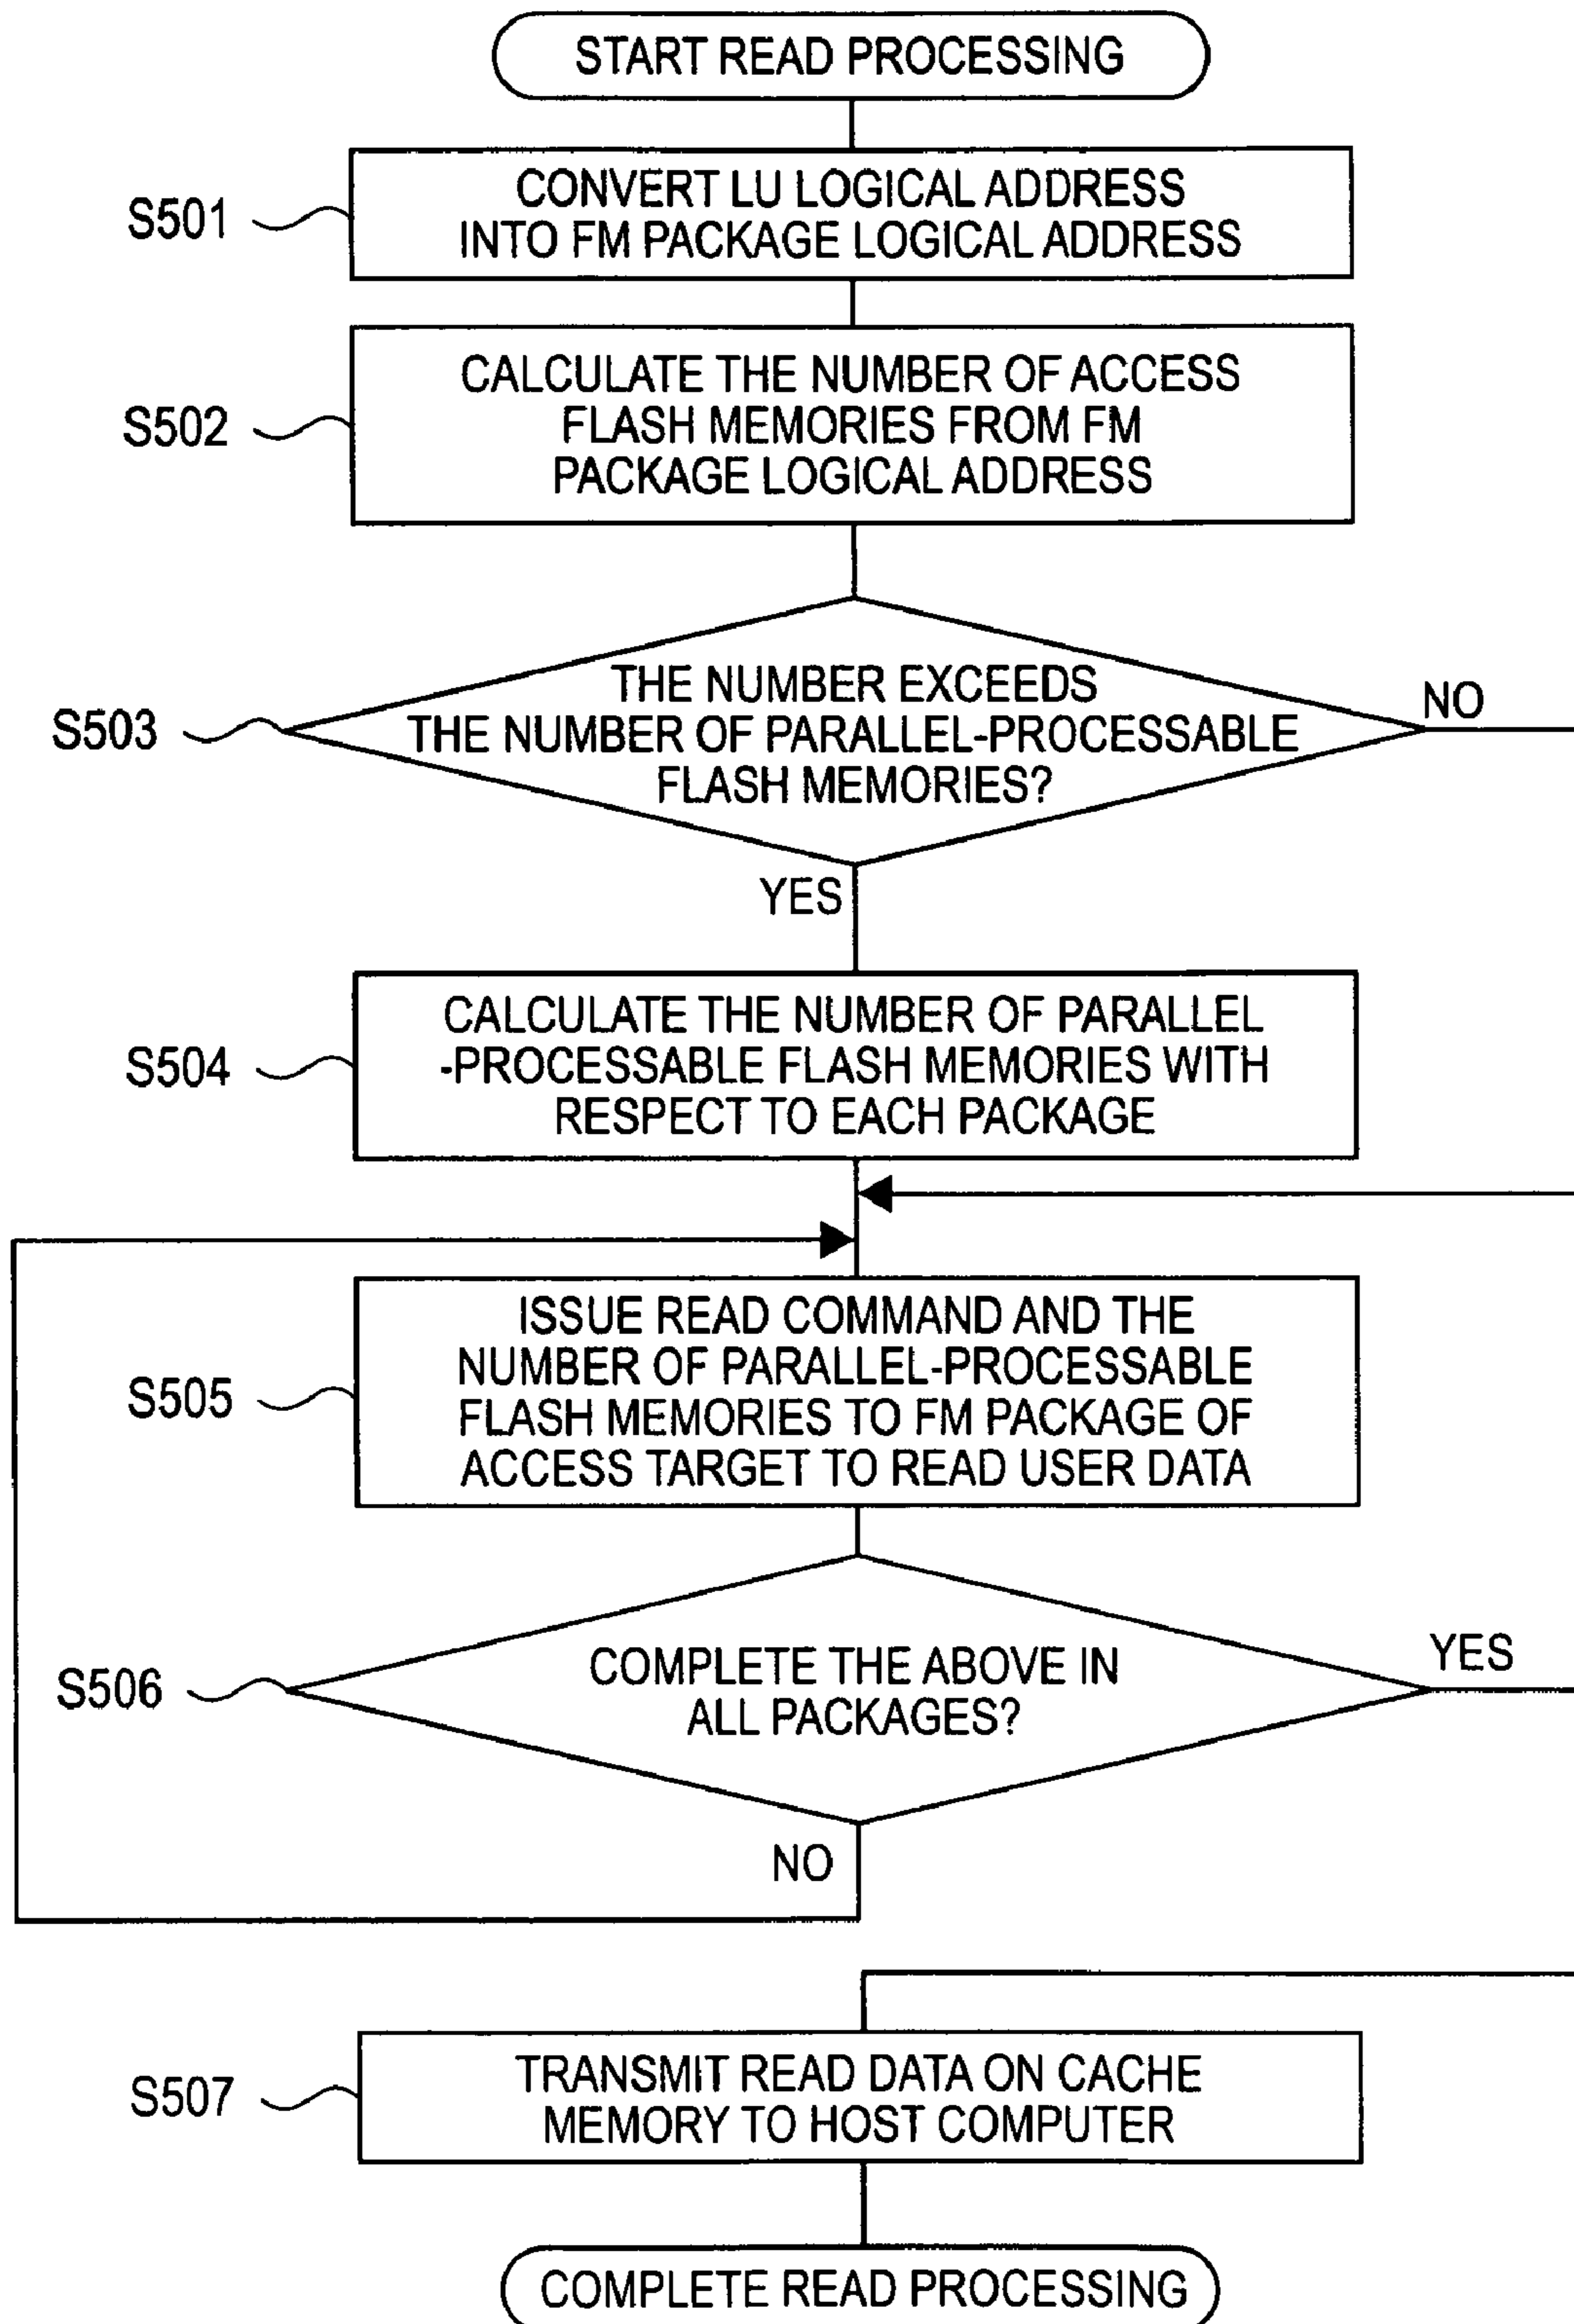 START READ PROCESSING
S501
CONVERT LU LOGICAL ADDRESS
INTO FM PACKAGE LOGICAL ADDRESS
S502
CALCULATE THE NUMBER OF ACCESS
FLASH MEMORIES FROM FM
PACKAGE LOGICAL ADDRESS
S503
THE NUMBER EXCEEDS
THE NUMBER OF PARALLEL-PROCESSABLE
FLASH MEMORIES?
NO
YES
S504
CALCULATE THE NUMBER OF PARALLEL
-PROCESSABLE FLASH MEMORIES WITH
RESPECT TO EACH PACKAGE
S505
ISSUE READ COMMAND AND THE
NUMBER OF PARALLEL-PROCESSABLE
FLASH MEMORIES TO FM PACKAGE OF
ACCESS TARGET TO READ USER DATA
S506
COMPLETE THE ABOVE IN
ALL PACKAGES?
YES
NO
S507
TRANSMIT READ DATA ON CACHE
MEMORY TO HOST COMPUTER
COMPLETE READ PROCESSING